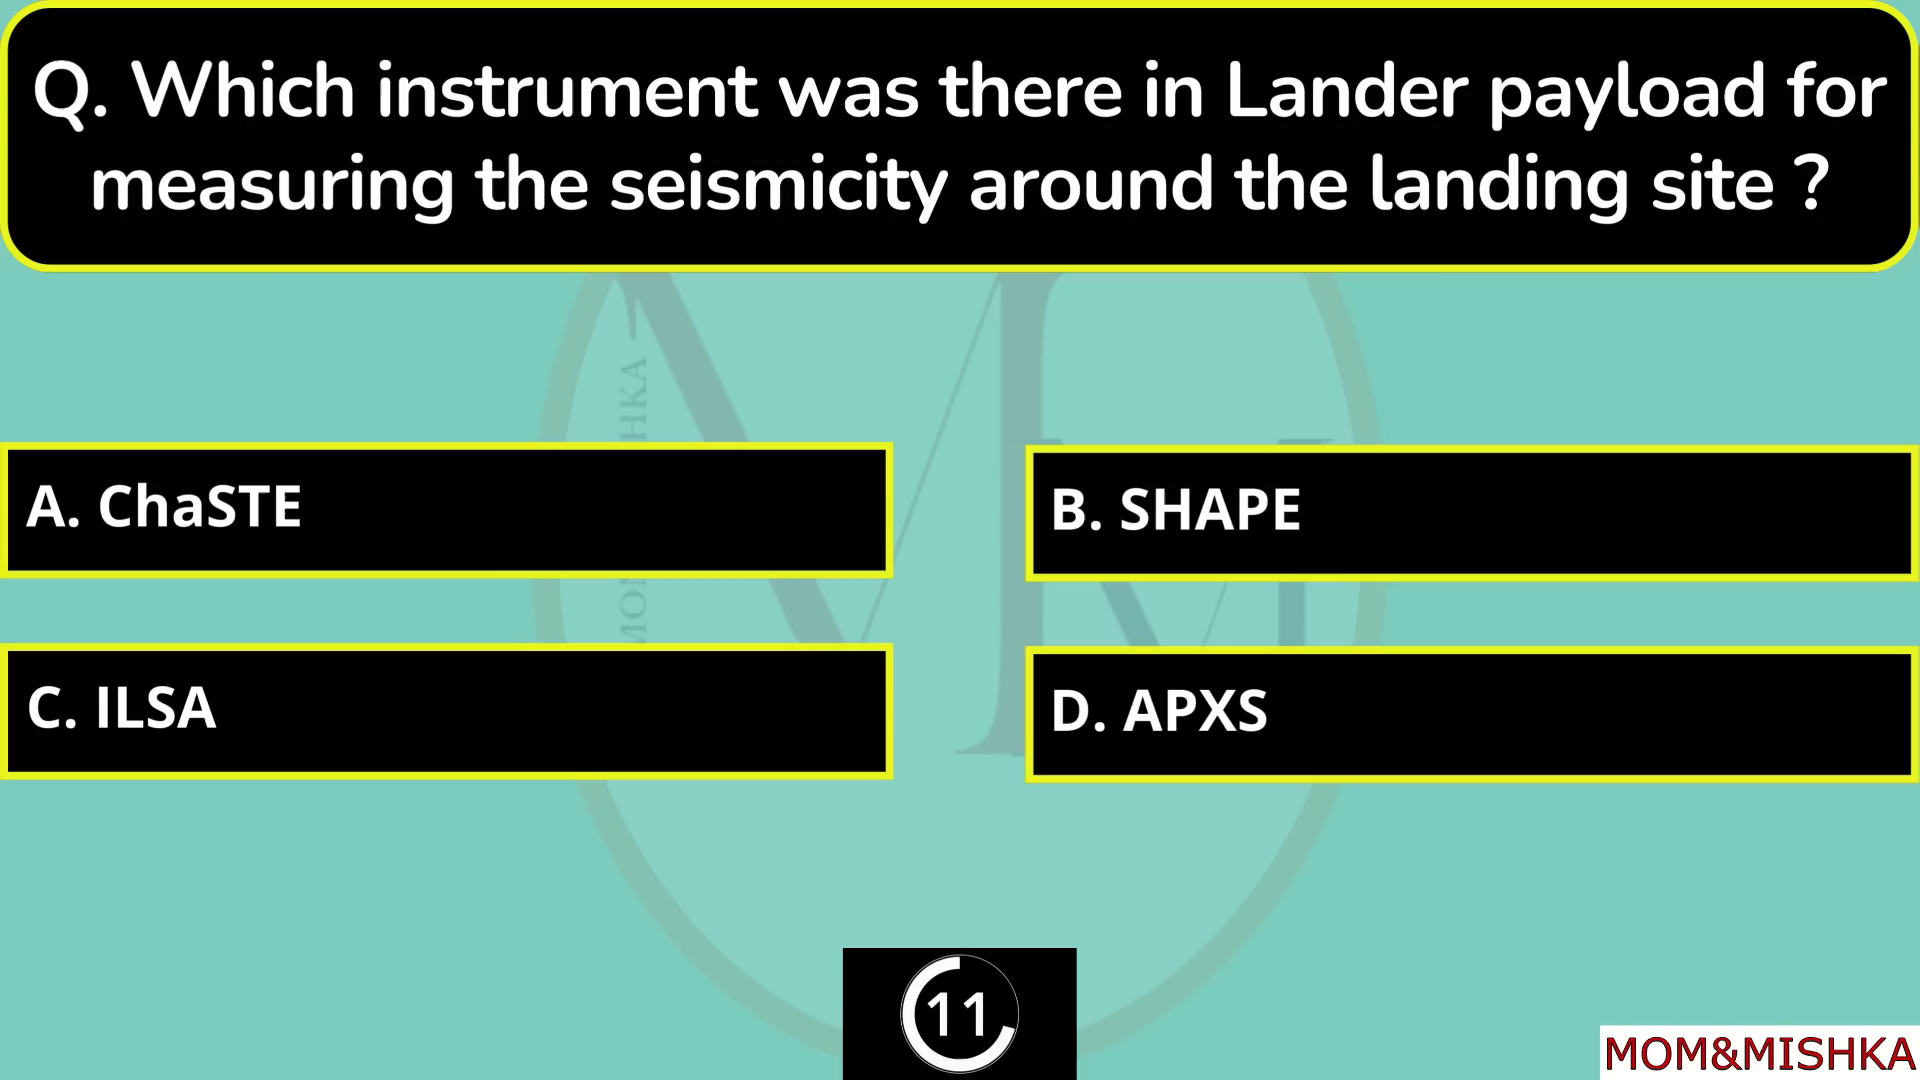 Q. Which instrument was there in Lander payload for
measuring the seismicity around the landing site ?
A. ChaSTE
B. SHAPE
C. ILSA
D. APXS
11
MOM&MISHKA